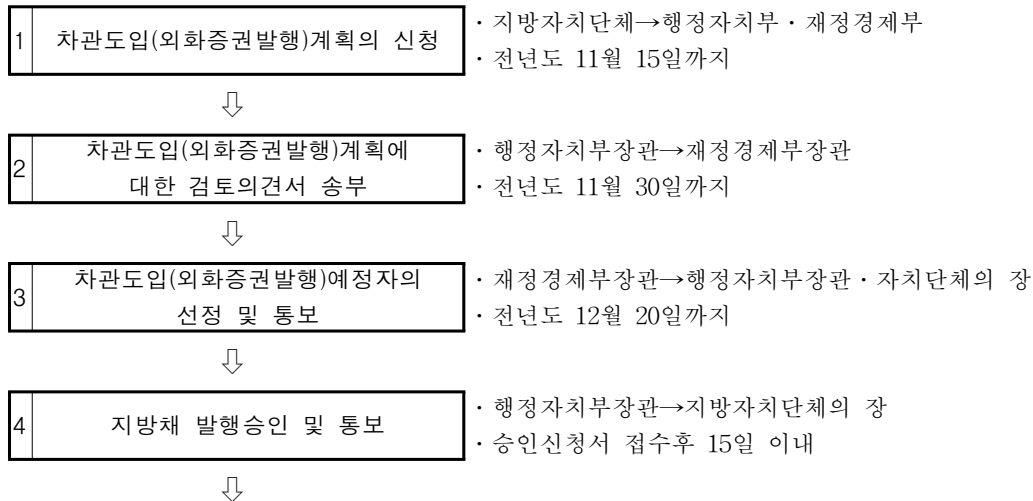 1 차관도입(외화증권발행)계획의 신청
· 지방자치단체→행정자치부 · 재정경제부
· 전년도 11월 15일까지
⇩
2 차관도입(외화증권발행)계획에
대한 검토의견서 송부
· 행정자치부장관→재정경제부장관
· 전년도 11월 30일까지
⇩
3 차관도입(외화증권발행)예정자의
선정 및 통보
· 재정경제부장관→행정자치부장관 · 자치단체의 장
· 전년도 12월 20일까지
⇩
4 지방채 발행승인 및 통보
· 행정자치부장관→지방자치단체의 장
· 승인신청서 접수후 15일 이내
⇩